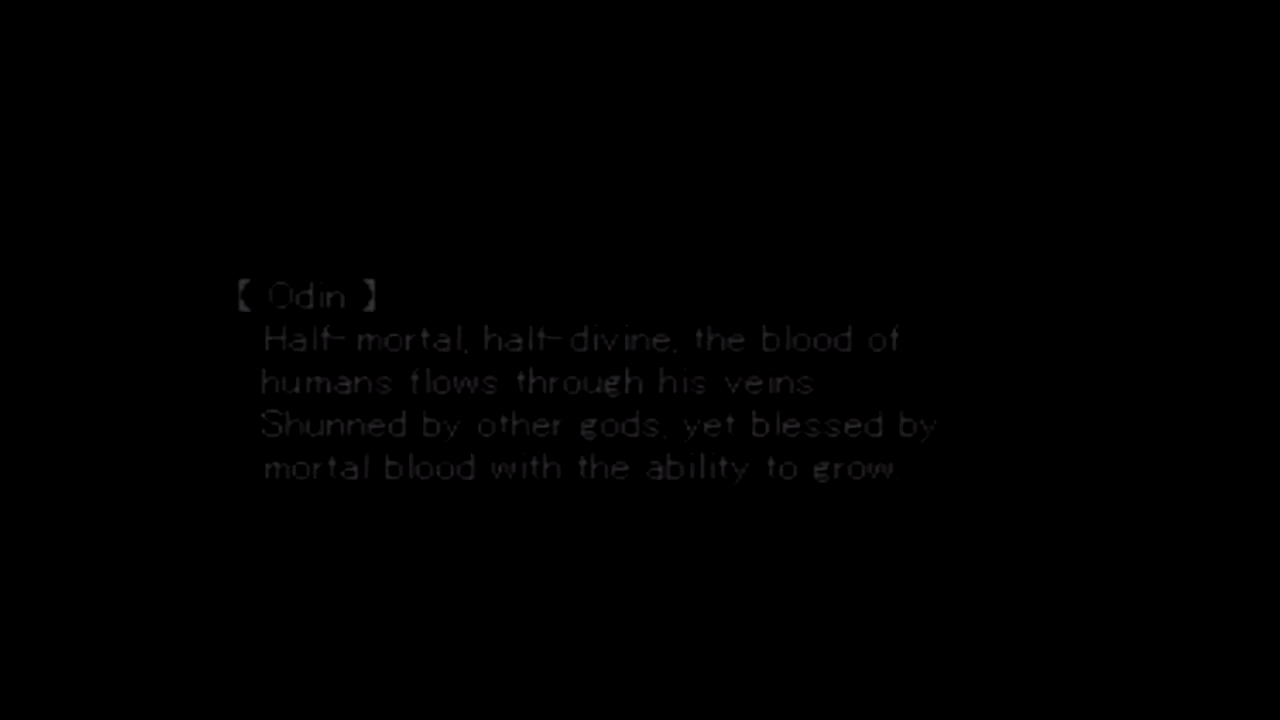 【 Odin 】
Half-mortal, half-divine, the blood of
humans flows through his veins.
Shunned by other gods, yet blessed by
mortal blood with the ability to grow.